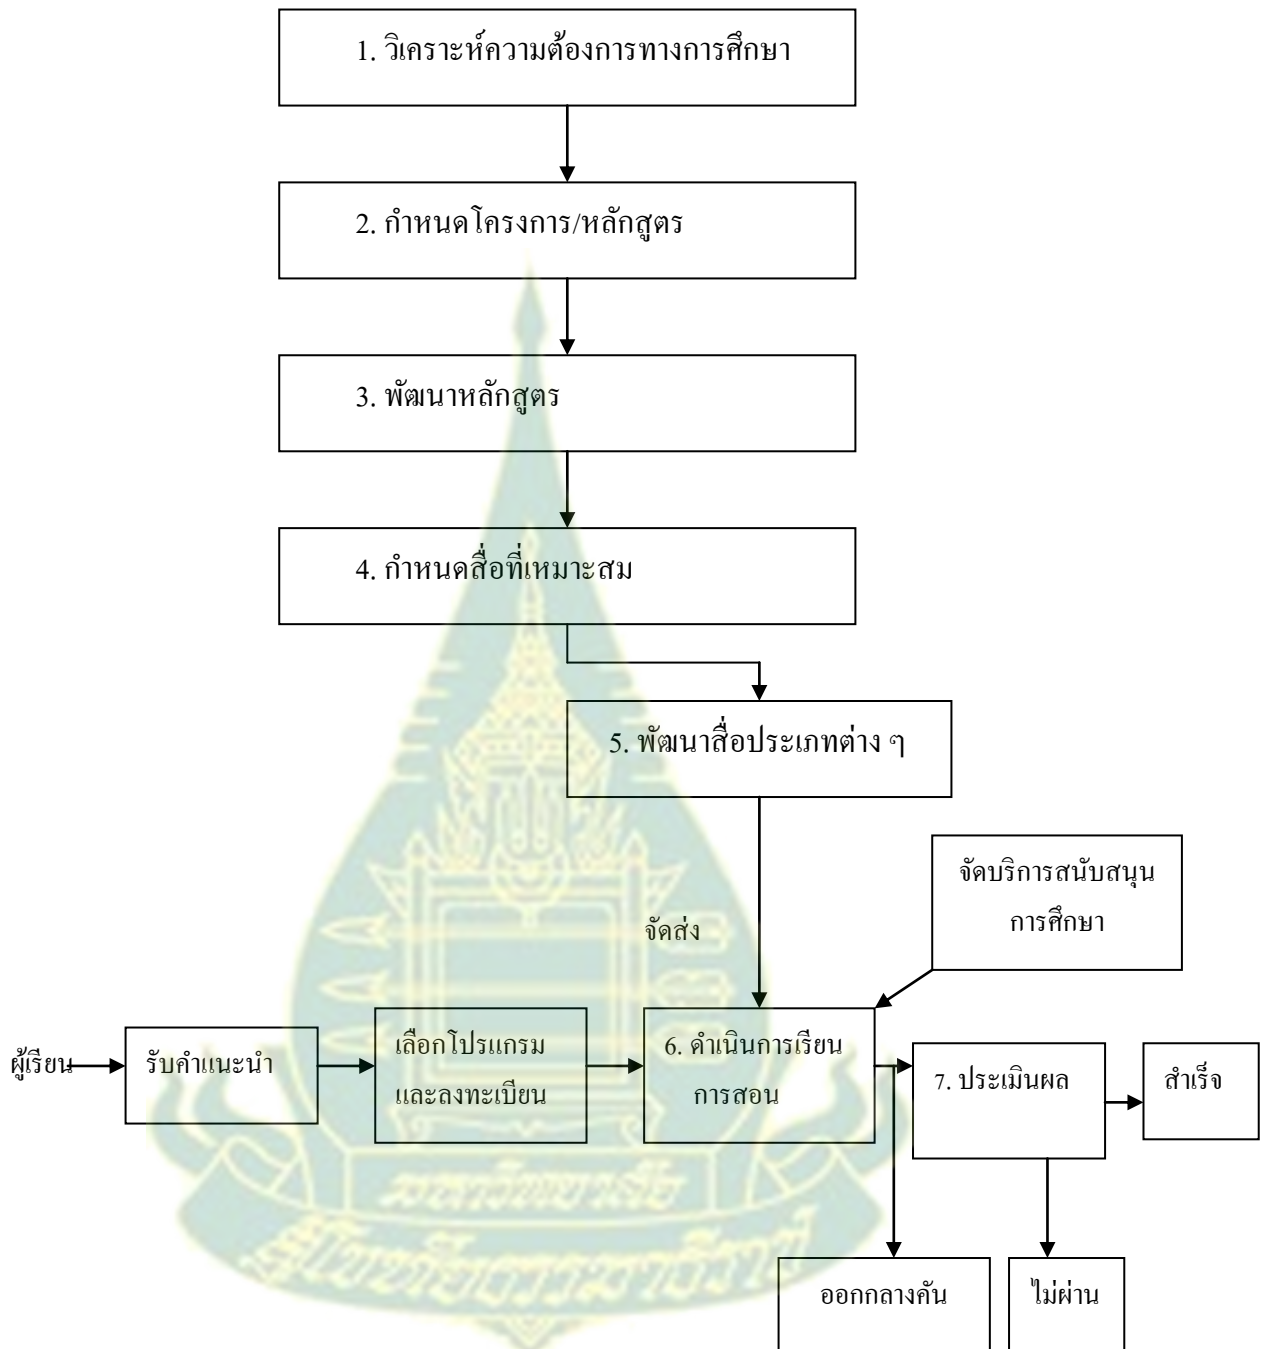 1. วิเคราะห์ความต้องการทางการศึกษา
2. กำหนดโครงการ/หลักสูตร
3. พัฒนาหลักสูตร
4. กำหนดสื่อที่เหมาะสม
5. พัฒนาสื่อประเภทต่าง ๆ
จัดบริการสนับสนุน
การศึกษา
จัดส่ง
ผู้เรียน
รับคำแนะนำ
เลือกโปรแกรม
และลงทะเบียน
6. ดำเนินการเรียน
การสอน
7. ประเมินผล
สำเร็จ
ออกกลางคัน
ไม่ผ่าน